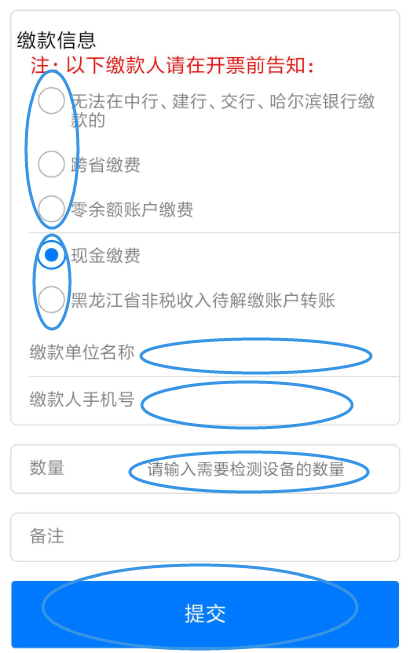 缴款信息
注：以下缴款人请在开票前告知：
无法在中行、建行、交行、哈尔滨银行缴
款的
跨省缴费
零余额账户缴费
现金缴费
黑龙江省非税收入待解缴账户转账
缴款单位名称
缴款人手机号
数量 请输入需要检测设备的数量
备注
提交